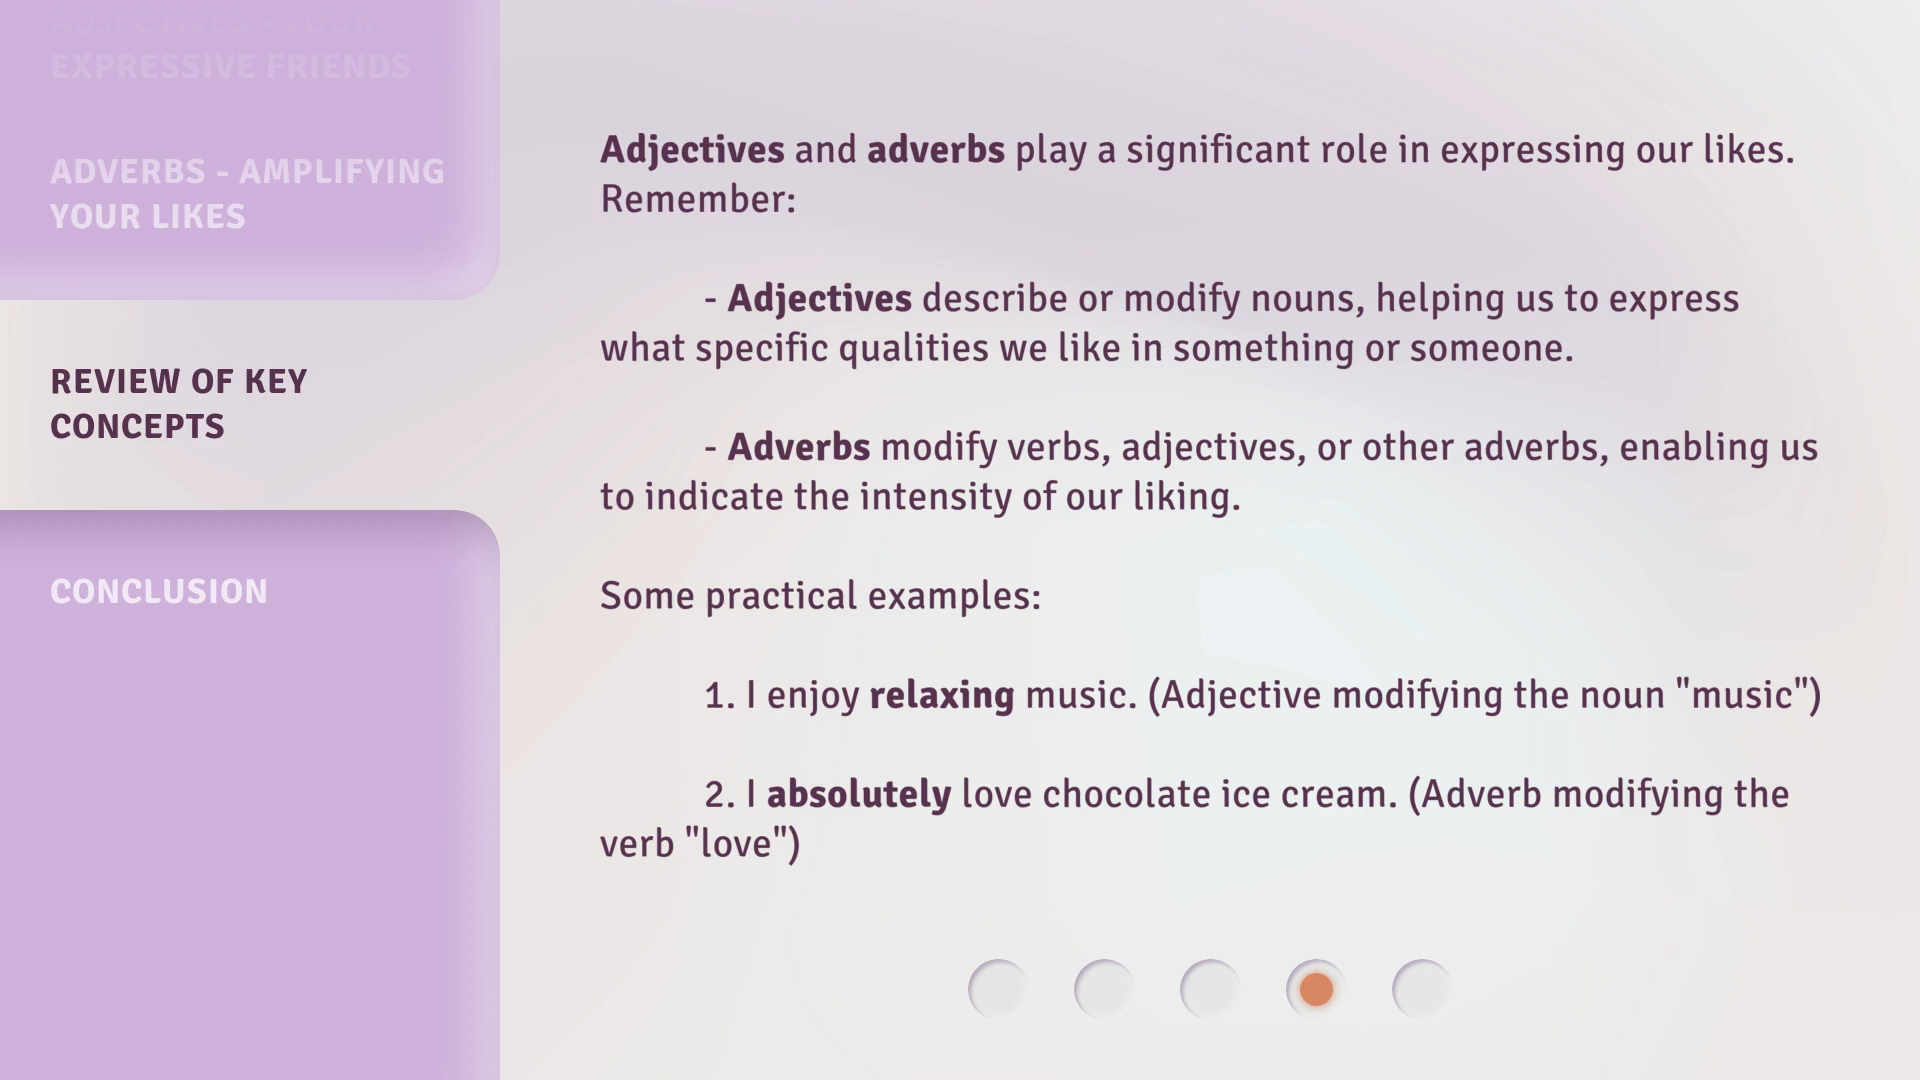 ADJECTIVES - YOUR
EXPRESSIVE FRIENDS
ADVERBS - AMPLIFYING
YOUR LIKES
REVIEW OF KEY
CONCEPTS
CONCLUSION
Adjectives and adverbs play a significant role in expressing our likes.
Remember:
- Adjectives describe or modify nouns, helping us to express
what specific qualities we like in something or someone.
- Adverbs modify verbs, adjectives, or other adverbs, enabling us
to indicate the intensity of our liking.
Some practical examples:
1. I enjoy relaxing music. (Adjective modifying the noun "music")
2. I absolutely love chocolate ice cream. (Adverb modifying the
verb "love")